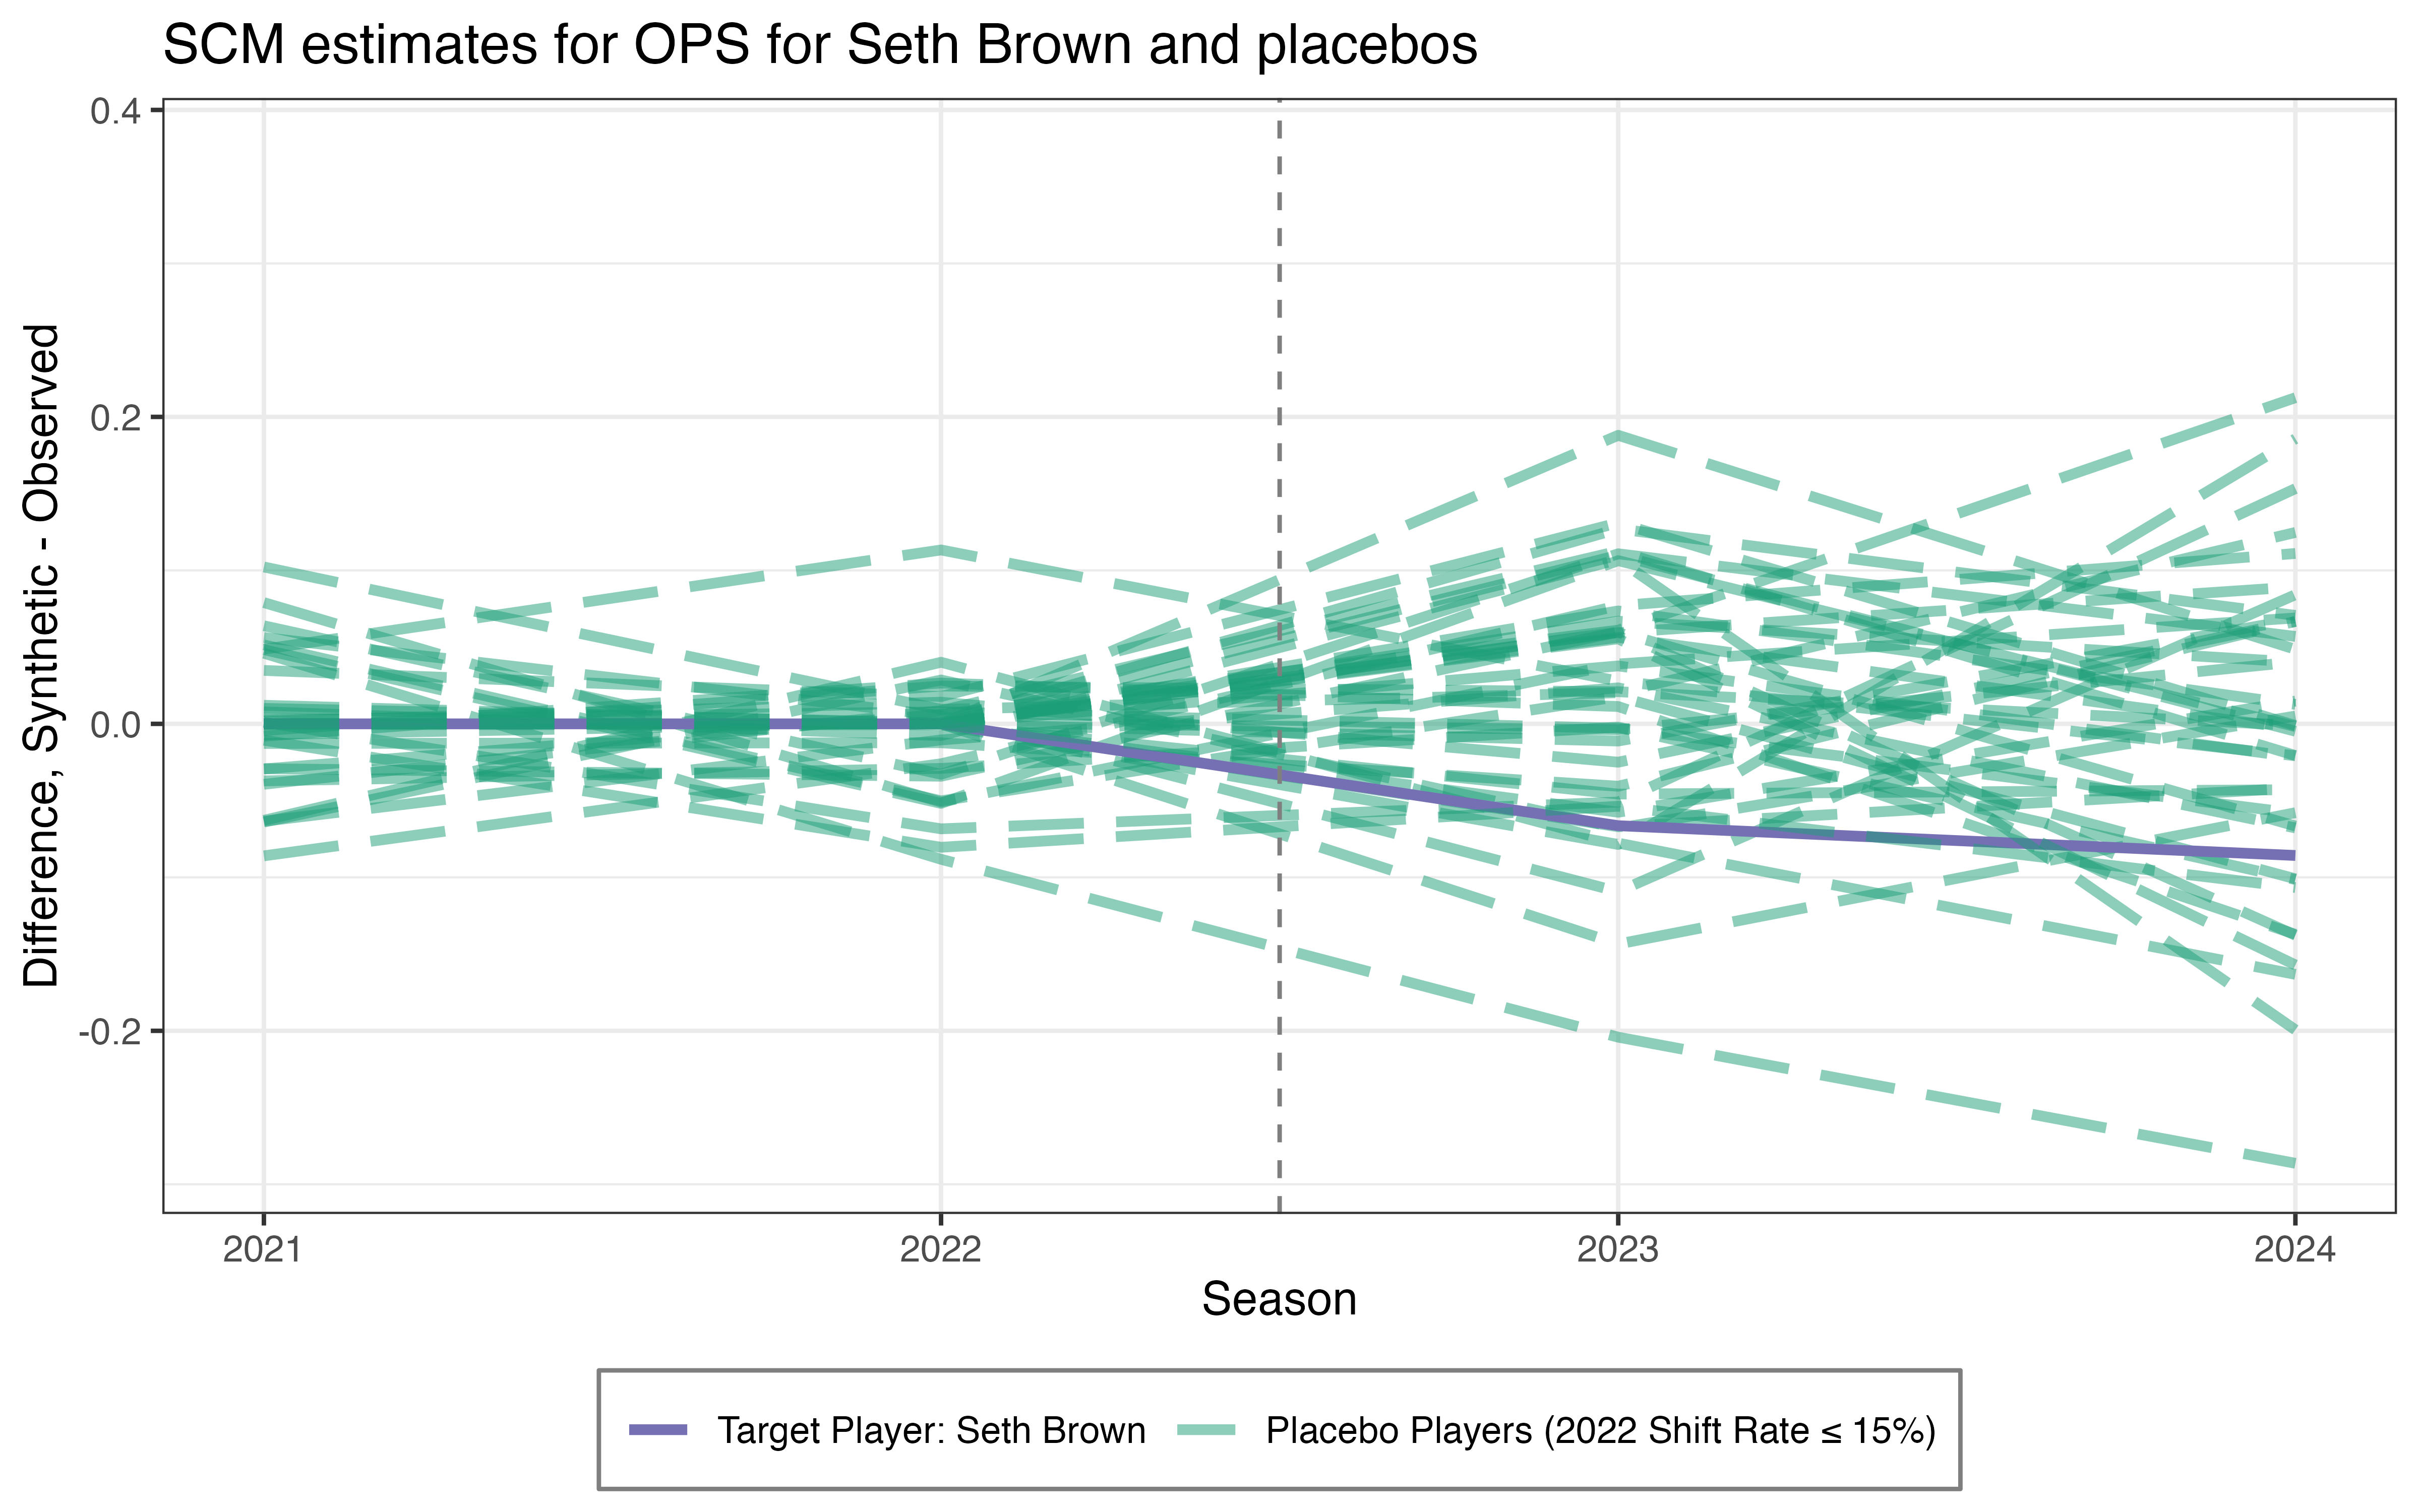 SCM estimates for OPS for Seth Brown and placebos
Difference, Synthetic - Observed
0.4
0.2
0.0
-0.2
2021
2022
2023
2024
Season
Target Player: Seth Brown
Placebo Players (2022 Shift Rate ≤ 15%)